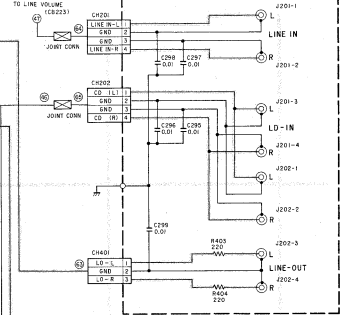 TO LINE VOLUME
(CB223)
47
64
JOINT CONN
CH201
LINE IN-L 1
GND 2
GND 3
LINE IN-R 4
J201-1
L
LINE IN
R
J201-2
C298
0.01
C297
0.01
46
65
JOINT CONN
CH202
CD (L) 1
GND 2
GND 3
CD (R) 4
J201-3
L
LD-IN
J201-4
R
C296
0.01
C295
0.01
J202-1
L
J202-2
R
C299
0.01
63
CH401
LO-L 1
GND 2
LO-R 3
R403
220
J202-3
L
LINE-OUT
J202-4
R
R404
220